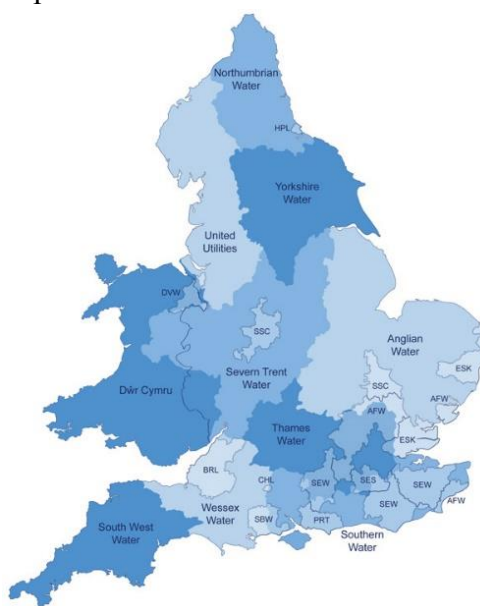 Northumbrian
Water
HPL
Yorkshire
Water
United
Utilities
DVW
SSC
Anglian
Water
ESK
Severn Trent
Water
SSC
AFW
Dŵr Cymru
AFW
Thames
Water
ESK
BRL
CHL
SEW
SES
SEW
AFW
Wessex
Water
SBW
PRT
SEW
South West
Water
Southern
Water